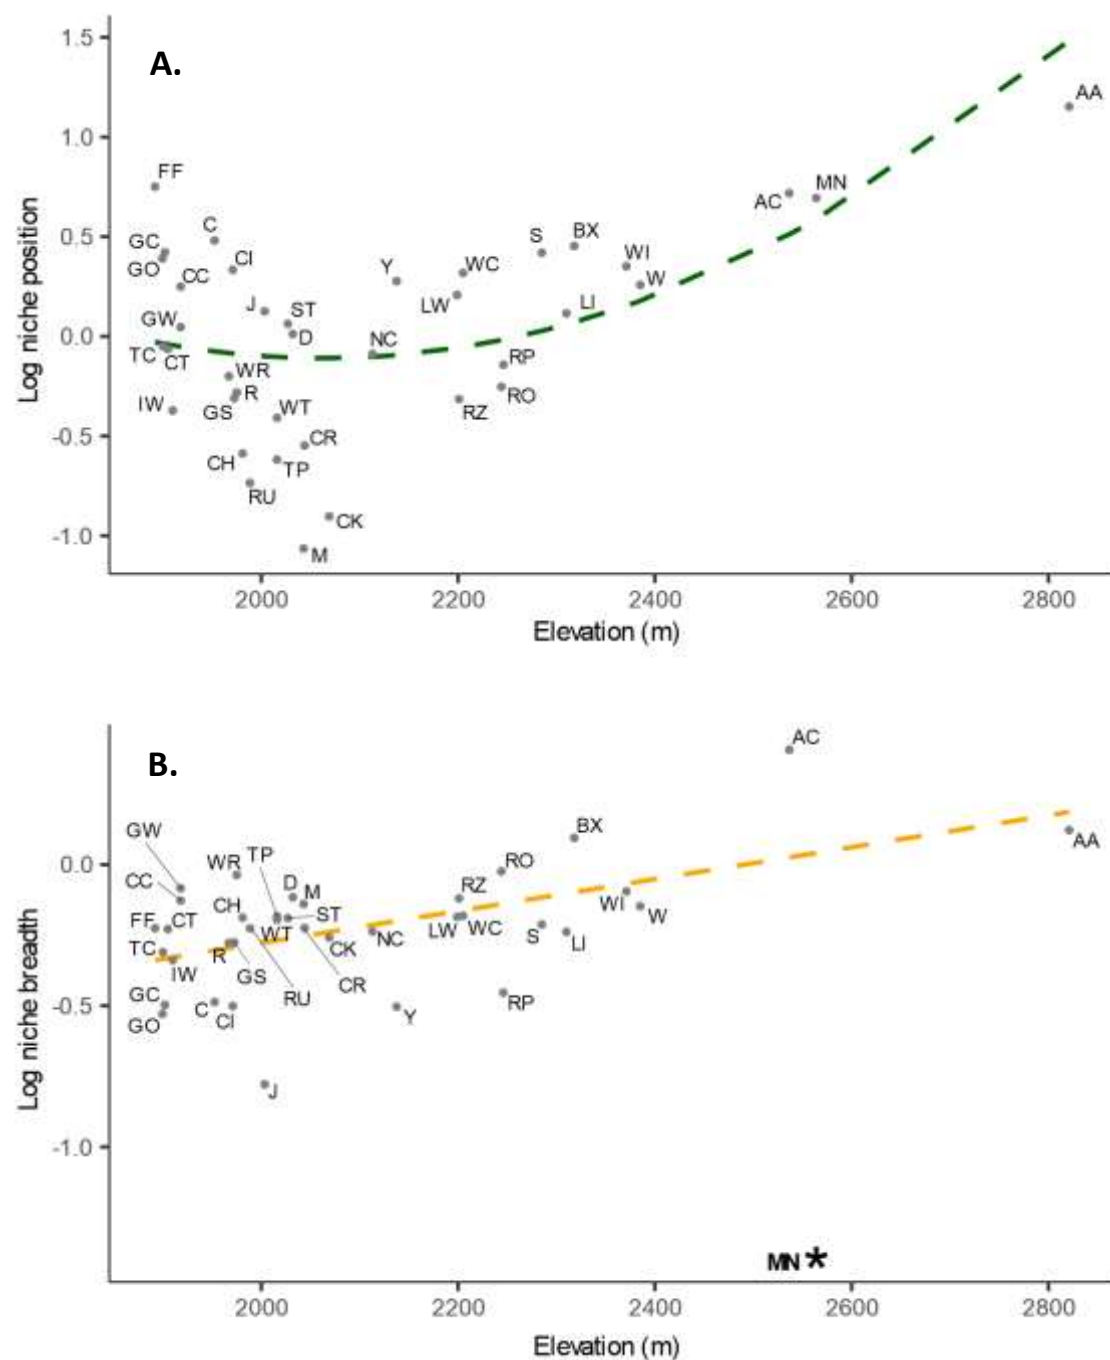 A.
1.5
1.0
0.5
0.0
-0.5
-1.0
Log niche position
AA
FF
AC MN
C
GC
GO
CI
CC
S BX
WI
W
Y WC
LW
J ST
D
GW
LI
TC CT
NC
WR
R
GS
RP
RO
RZ
IW
WT
CR
CH TP
RU
CK
M
2000 2200 2400 2600 2800
Elevation (m)
B.
0.0
-0.5
-1.0
Log niche breadth
AC
GW
BX
AA
CC
WR TP
RO
D M
RZ
WI
W
FF CT
CH
ST
WT
LW WC
S
LI
NC
CK
TC IW
R GS
RU
CR
GC
GO
C CI
Y
RP
J
MN *
2000 2200 2400 2600 2800
Elevation (m)